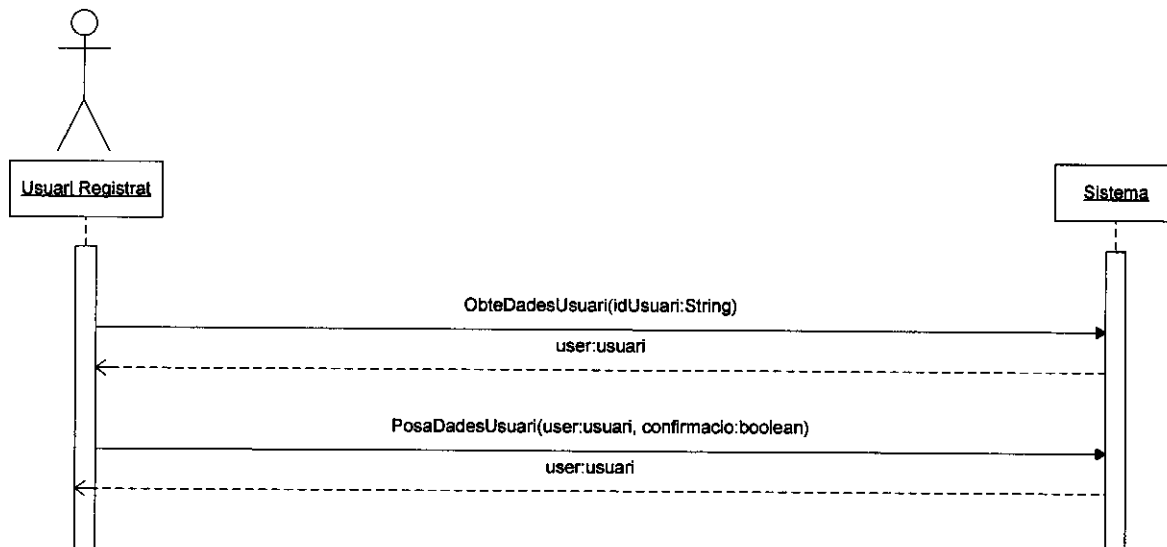 Usuari Registrat
Sistema
ObteDadesUsuari(idUsuari:String)
user:usuari
PosaDadesUsuari(user:usuari, confirmacio:boolean)
user:usuari